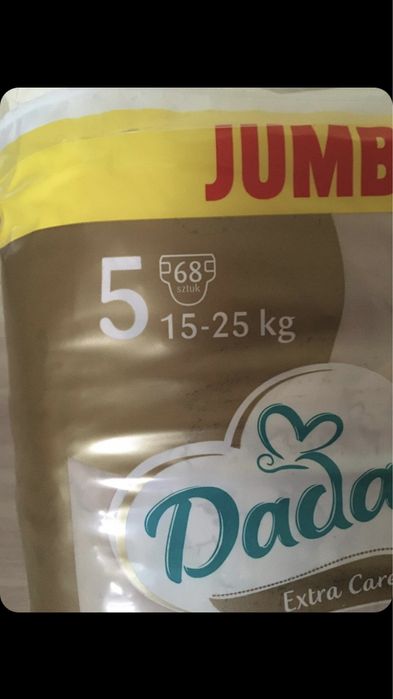 JUMB
5
68
sztuk
15-25 kg
Dada
Extra Care